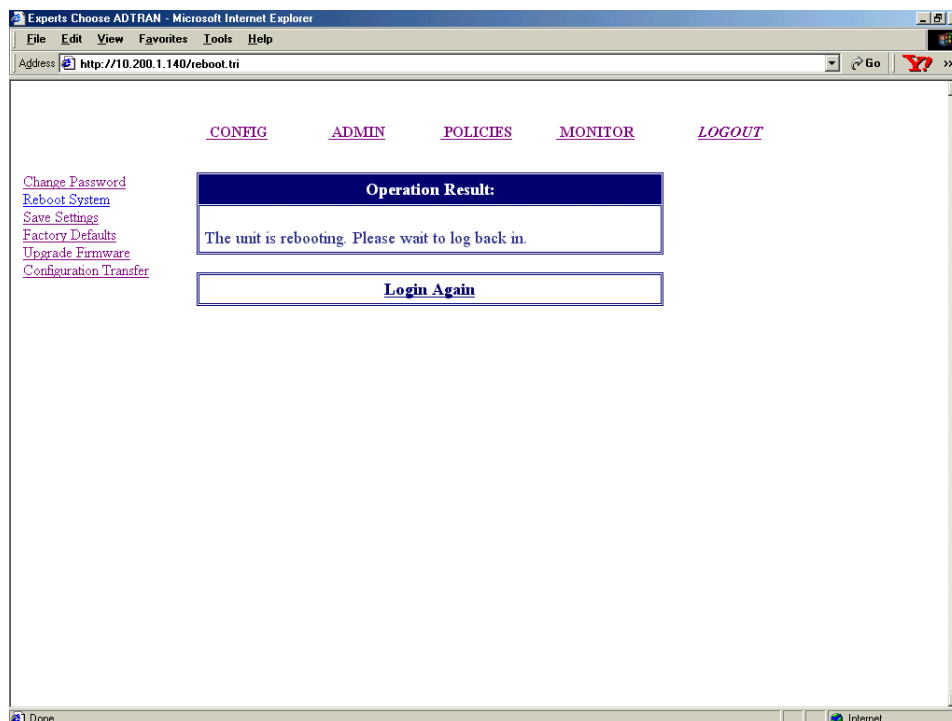 Experts Choose ADTRAN - Microsoft Internet Explorer
File Edit View Favorites Tools Help
Address http://10.200.1.140/reboot.tri Go Y! »
CONFIG ADMIN POLICIES MONITOR LOGOUT
Change Password
Reboot System
Save Settings
Factory Defaults
Upgrade Firmware
Configuration Transfer
Operation Result:
The unit is rebooting. Please wait to log back in.
Login Again
Done Internet